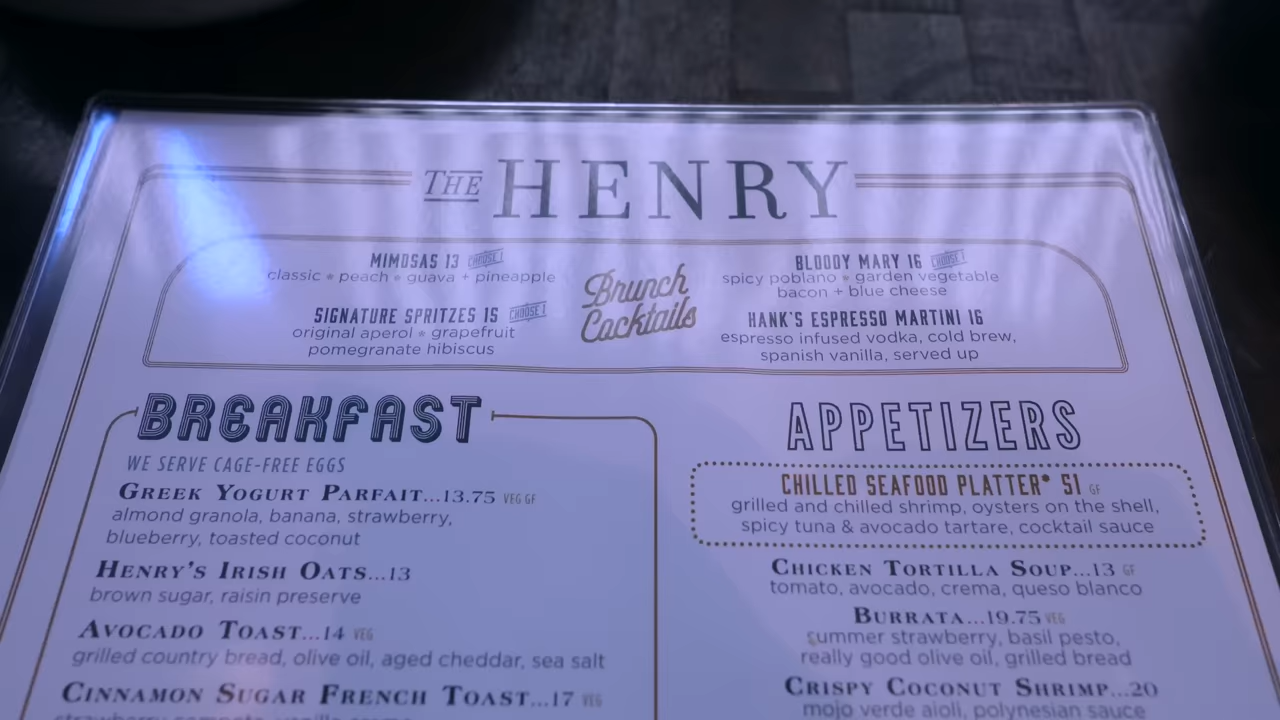 THE HENRY
MIMOSAS 13 CHOOSE 1
classic * peach * guava + pineapple
SIGNATURE SPRITZES 15 CHOOSE 1
original aperol * grapefruit
pomegranate hibiscus
Brunch
Cocktails
BLOODY MARY 16 CHOOSE 1
spicy poblano * garden vegetable
bacon + blue cheese
HANK'S ESPRESSO MARTINI 16
espresso infused vodka, cold brew,
spanish vanilla, served up
BREAKFAST
WE SERVE CAGE-FREE EGGS
GREEK YOGURT PARFAIT...13.75 VEG GF
almond granola, banana, strawberry,
blueberry, toasted coconut
HENRY'S IRISH OATS...13
brown sugar, raisin preserve
AVOCADO TOAST...14 VEG
grilled country bread, olive oil, aged cheddar, sea salt
CINNAMON SUGAR FRENCH TOAST...17 VEG
strawberry compote, vanilla creme
APPETIZERS
CHILLED SEAFOOD PLATTER* 51 GF
grilled and chilled shrimp, oysters on the shell,
spicy tuna & avocado tartare, cocktail sauce
CHICKEN TORTILLA SOUP...13 GF
tomato, avocado, crema, queso blanco
BURRATA...19.75 VEG
summer strawberry, basil pesto,
really good olive oil, grilled bread
CRISPY COCONUT SHRIMP...20
mojo verde aioli, polynesian sauce